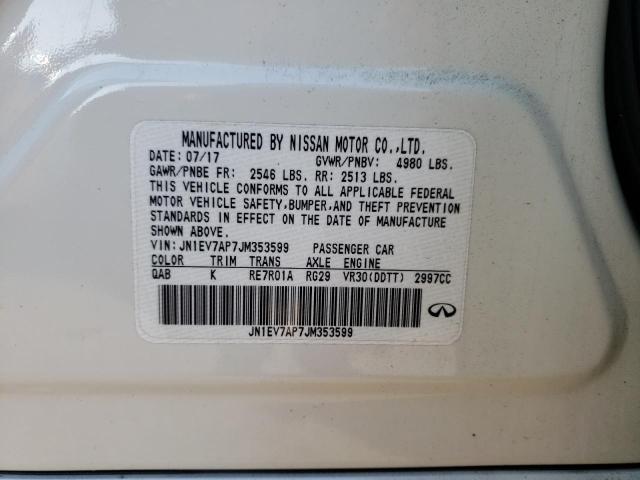 MANUFACTURED BY NISSAN MOTOR CO.,LTD.
DATE: 07/17 GVWR/PNBV: 4980 LBS.
GAWR/PNBE FR: 2546 LBS. RR: 2513 LBS.
THIS VEHICLE CONFORMS TO ALL APPLICABLE FEDERAL
MOTOR VEHICLE SAFETY,BUMPER,AND THEFT PREVENTION
STANDARDS IN EFFECT ON THE DATE OF MANUFACTURE
SHOWN ABOVE.
VIN: JN1EV7AP7JM353599 PASSENGER CAR
COLOR TRIM TRANS AXLE ENGINE
QAB K RE7R01A RG29 VR30(DDTT) 2997CC
JN1EV7AP7JM353599